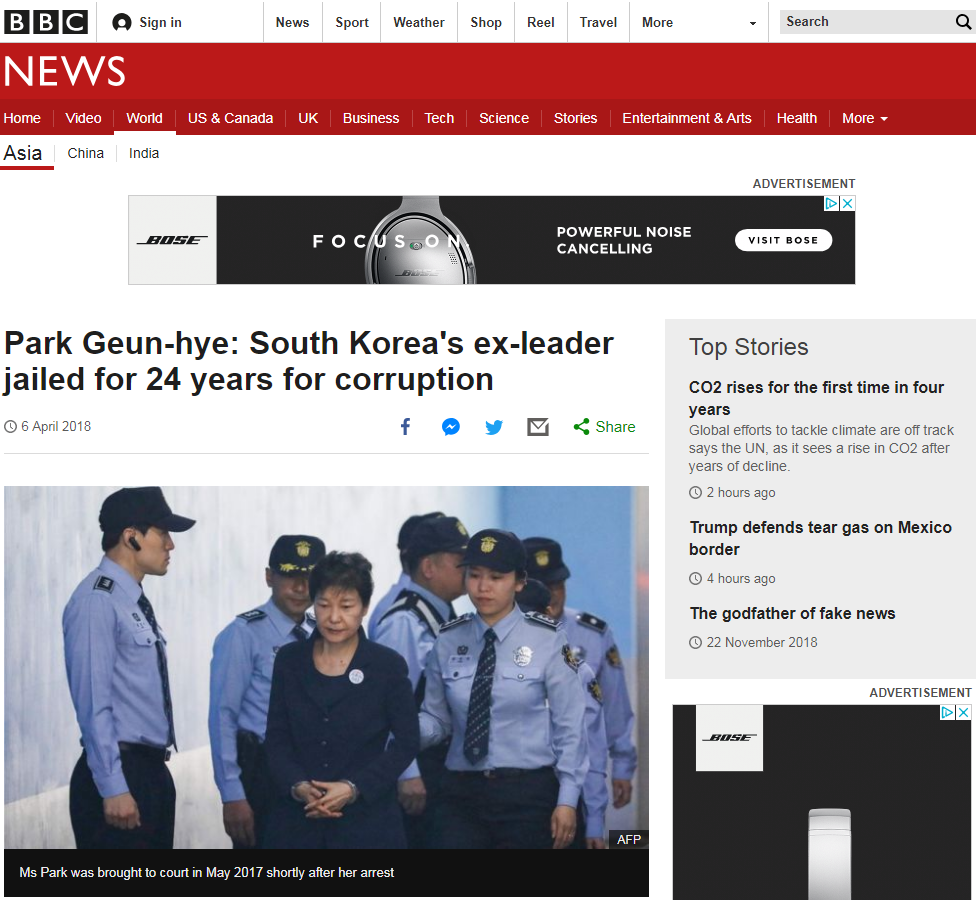 BBC
Sign in
News
Sport
Weather
Shop
Reel
Travel
More
Search
NEWS
Home
Video
World
US & Canada
UK
Business
Tech
Science
Stories
Entertainment & Arts
Health
More
Asia
China
India
ADVERTISEMENT
BOSE
FOCUS ON.
BOSE
POWERFUL NOISE
CANCELLING
VISIT BOSE
Park Geun-hye: South Korea's ex-leader
jailed for 24 years for corruption
6 April 2018
Share
AFP
Ms Park was brought to court in May 2017 shortly after her arrest
Top Stories
CO2 rises for the first time in four
years
Global efforts to tackle climate are off track
says the UN, as it sees a rise in CO2 after
years of decline.
2 hours ago
Trump defends tear gas on Mexico
border
4 hours ago
The godfather of fake news
22 November 2018
ADVERTISEMENT
BOSE